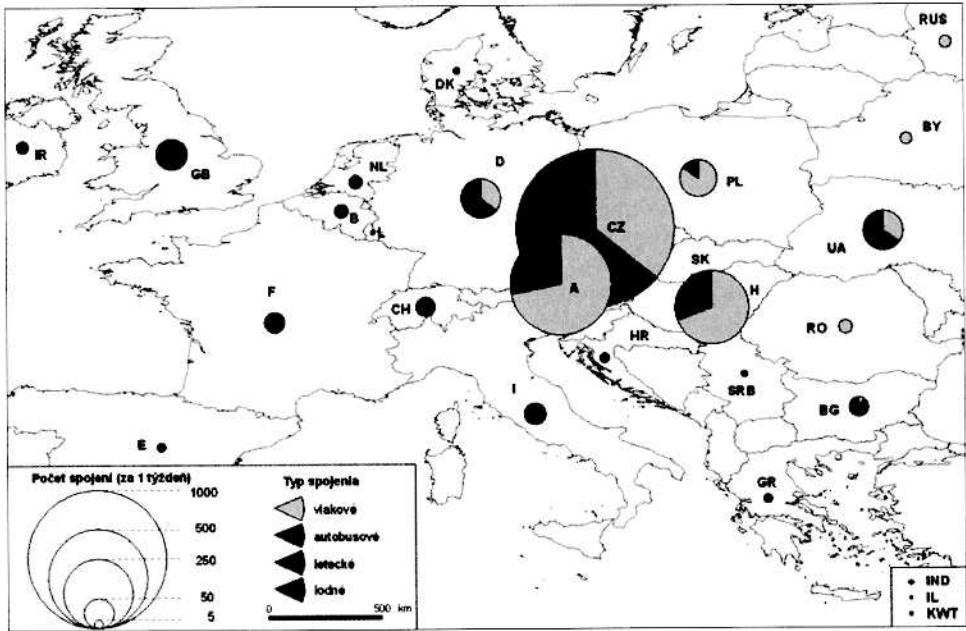 RUS
DK
BY
IR
GB
NL
D
PL
B
L
CZ
UA
SK
A
H
F
CH
RO
HR
I
SRB
BG
E
GR
Počet spojení (za 1 týždeň)
1000
500
250
50
5
Typ spojenia
vlakové
autobusové
letecké
lodné
0 500 km
IND
IL
KWT